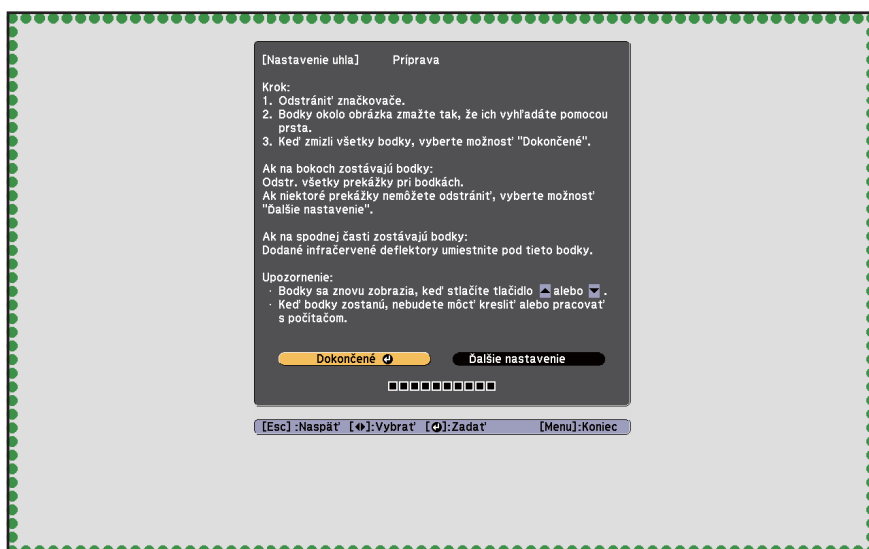 [Nastavenie uhla] Príprava
Krok:
1. Odstrániť značkovače.
2. Bodky okolo obrázka zmažte tak, že ich vyhľadáte pomocou
prsta.
3. Keď zmizli všetky bodky, vyberte možnosť "Dokončené".
Ak na bokoch zostávajú bodky:
Odstr. všetky prekážky pri bodkách.
Ak niektoré prekážky nemôžete odstrániť, vyberte možnosť
"Ďalšie nastavenie".
Ak na spodnej časti zostávajú bodky:
Dodané infračervené deflektory umiestnite pod tieto bodky.
Upozornenie:
· Bodky sa znovu zobrazia, keď stlačíte tlačidlo alebo .
· Keď bodky zostanú, nebudete môcť kresliť alebo pracovať
s počítačom.
Dokončené Ďalšie nastavenie
[Esc] :Naspäť []:Vybrať []:Zadať [Menu]:Koniec